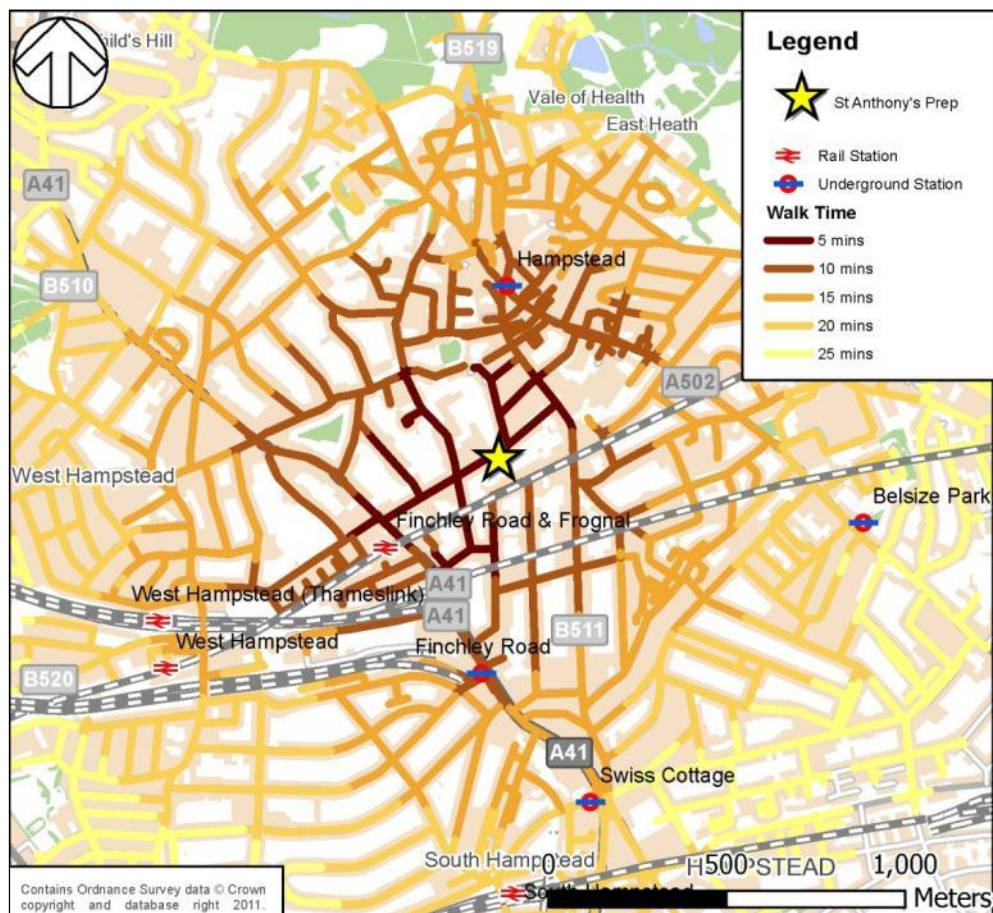 hild's Hill
B519
Vale of Health
East Heath
A41
B510
Hampstead
A502
West Hampstead
Belsize Park
Finchley Road & Frognal
A41
West Hampstead (Thameslink)
A41
West Hampstead
B511
Finchley Road
B520
A41
Swiss Cottage
South Hampstead
South Hampstead
Legend
St Anthony's Prep
Rail Station
Underground Station
Walk Time
5 mins
10 mins
15 mins
20 mins
25 mins
0 500 1,000
Meters
Contains Ordnance Survey data © Crown
copyright and database right 2011.